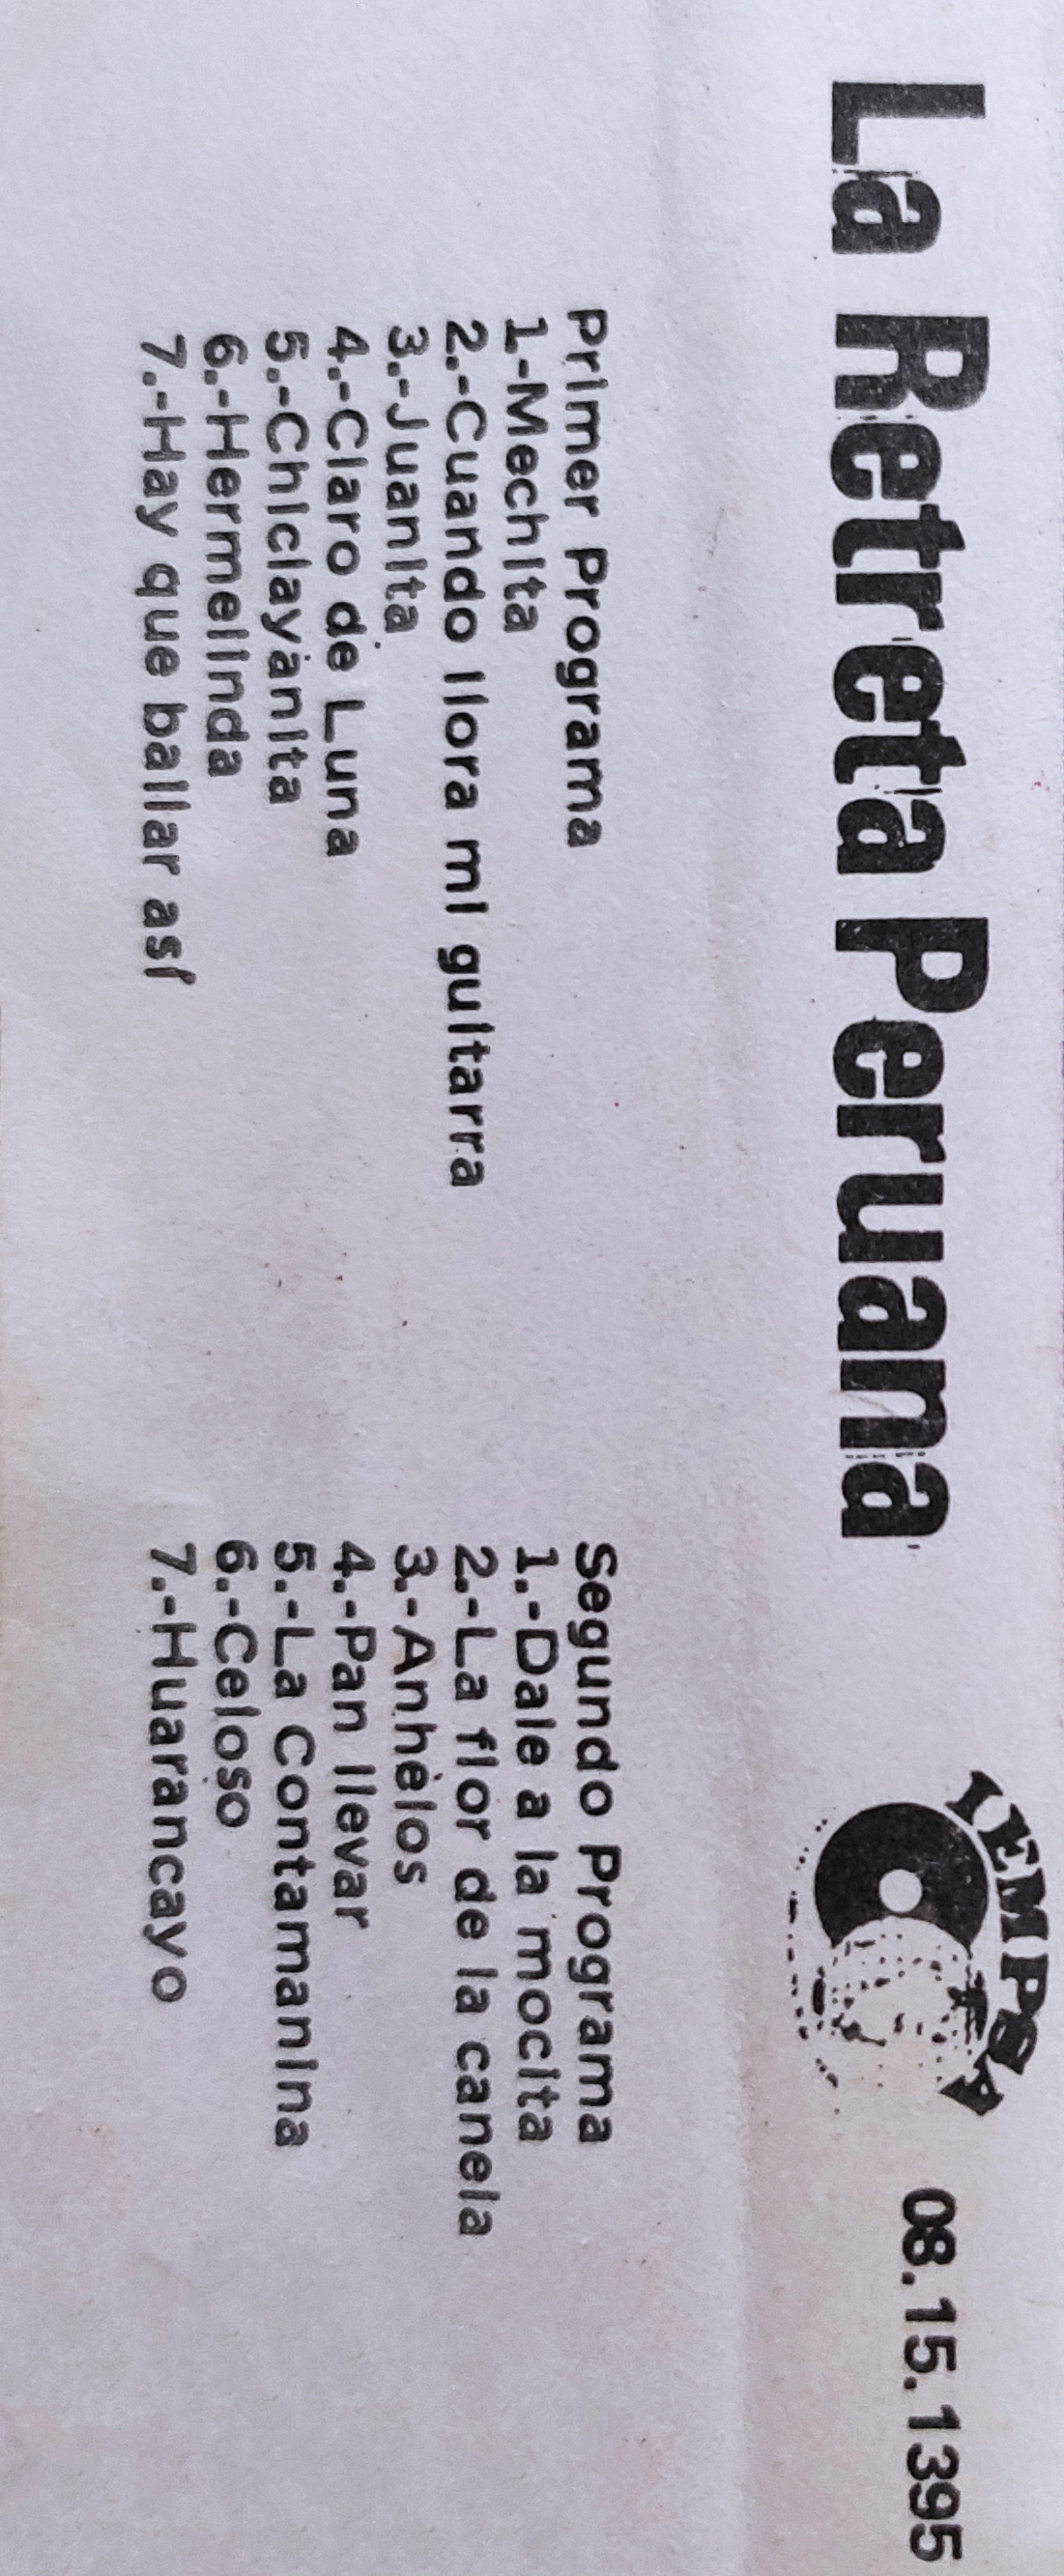 La Retreta Peruana
IEMPSA
08.15.1395
Primer Programa
1.-Mechita
2.-Cuando llora mi guitarra
3.-Juanita
4.-Claro de Luna
5.-Chiclayanita
6.-Hermelinda
7.-Hay que bailar así
Segundo Programa
1.-Dale a la mocita
2.-La flor de la canela
3.-Anhelos
4.-Pan llevar
5.-La Contamanina
6.-Celoso
7.-Huarancayo